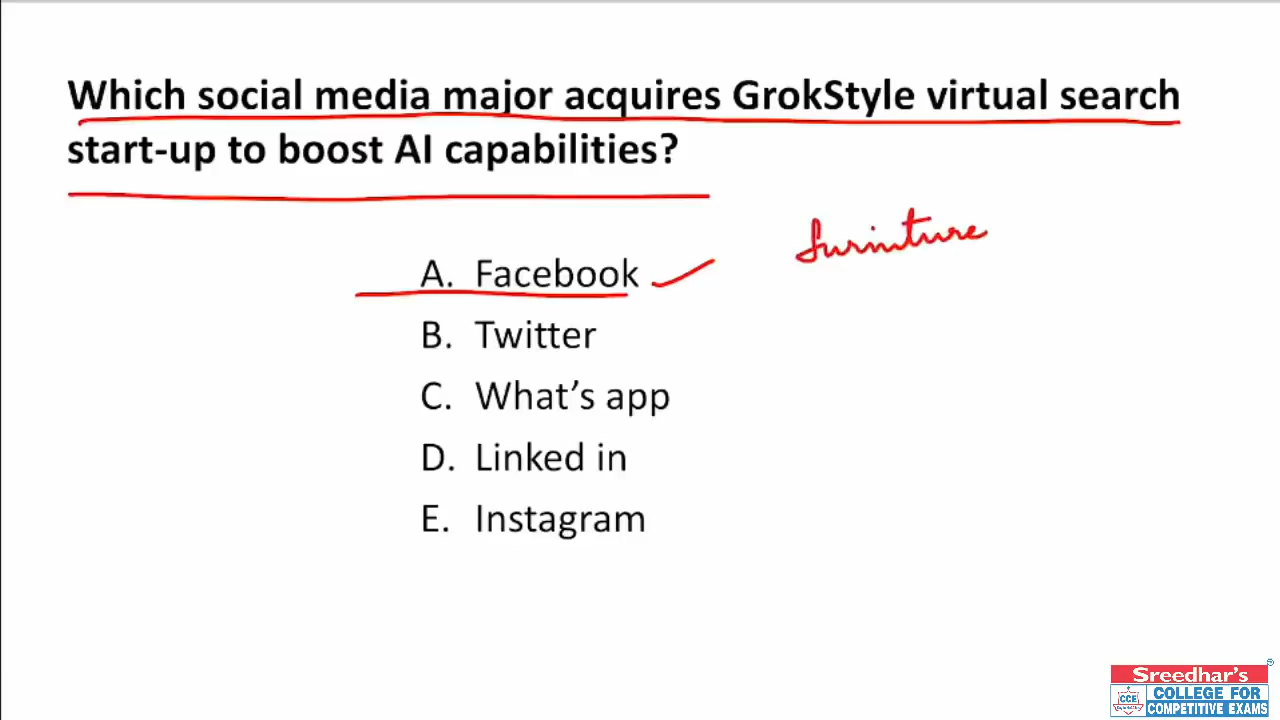 Which social media major acquires GrokStyle virtual search
start-up to boost AI capabilities?
furniture
A. Facebook
B. Twitter
C. What's app
D. Linked in
E. Instagram
Sreedhar's
CCE
COLLEGE FOR
COMPETITIVE EXAMS